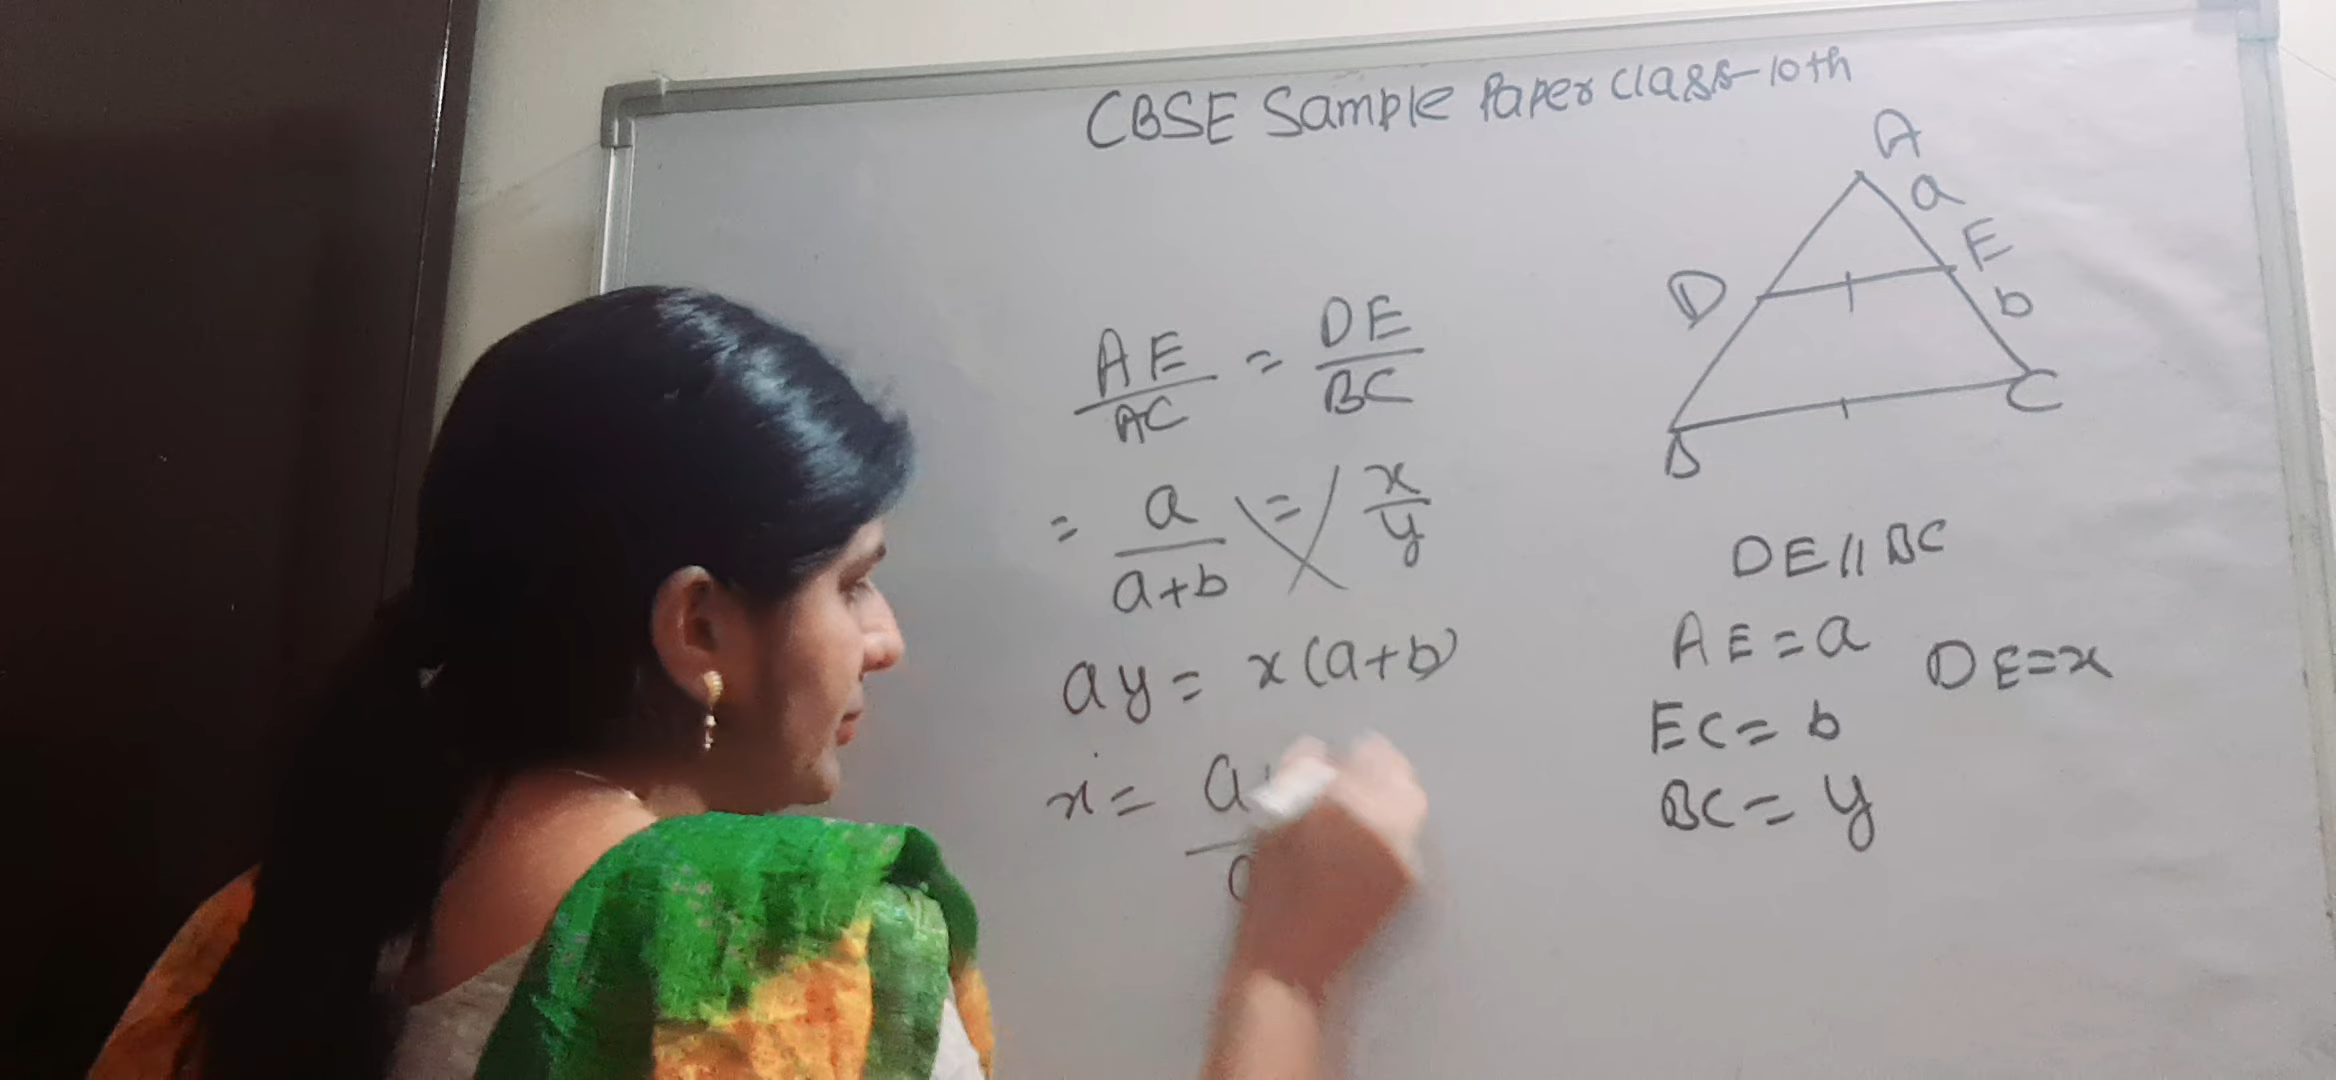 CBSE Sample Paper Class-10th
A
a
E
D
b
C
B
AE/AC = DE/BC
= a/a+b = x/y
ay = x(a+b)
x = a
DE//BC
AE = a
DE = x
EC = b
BC = y